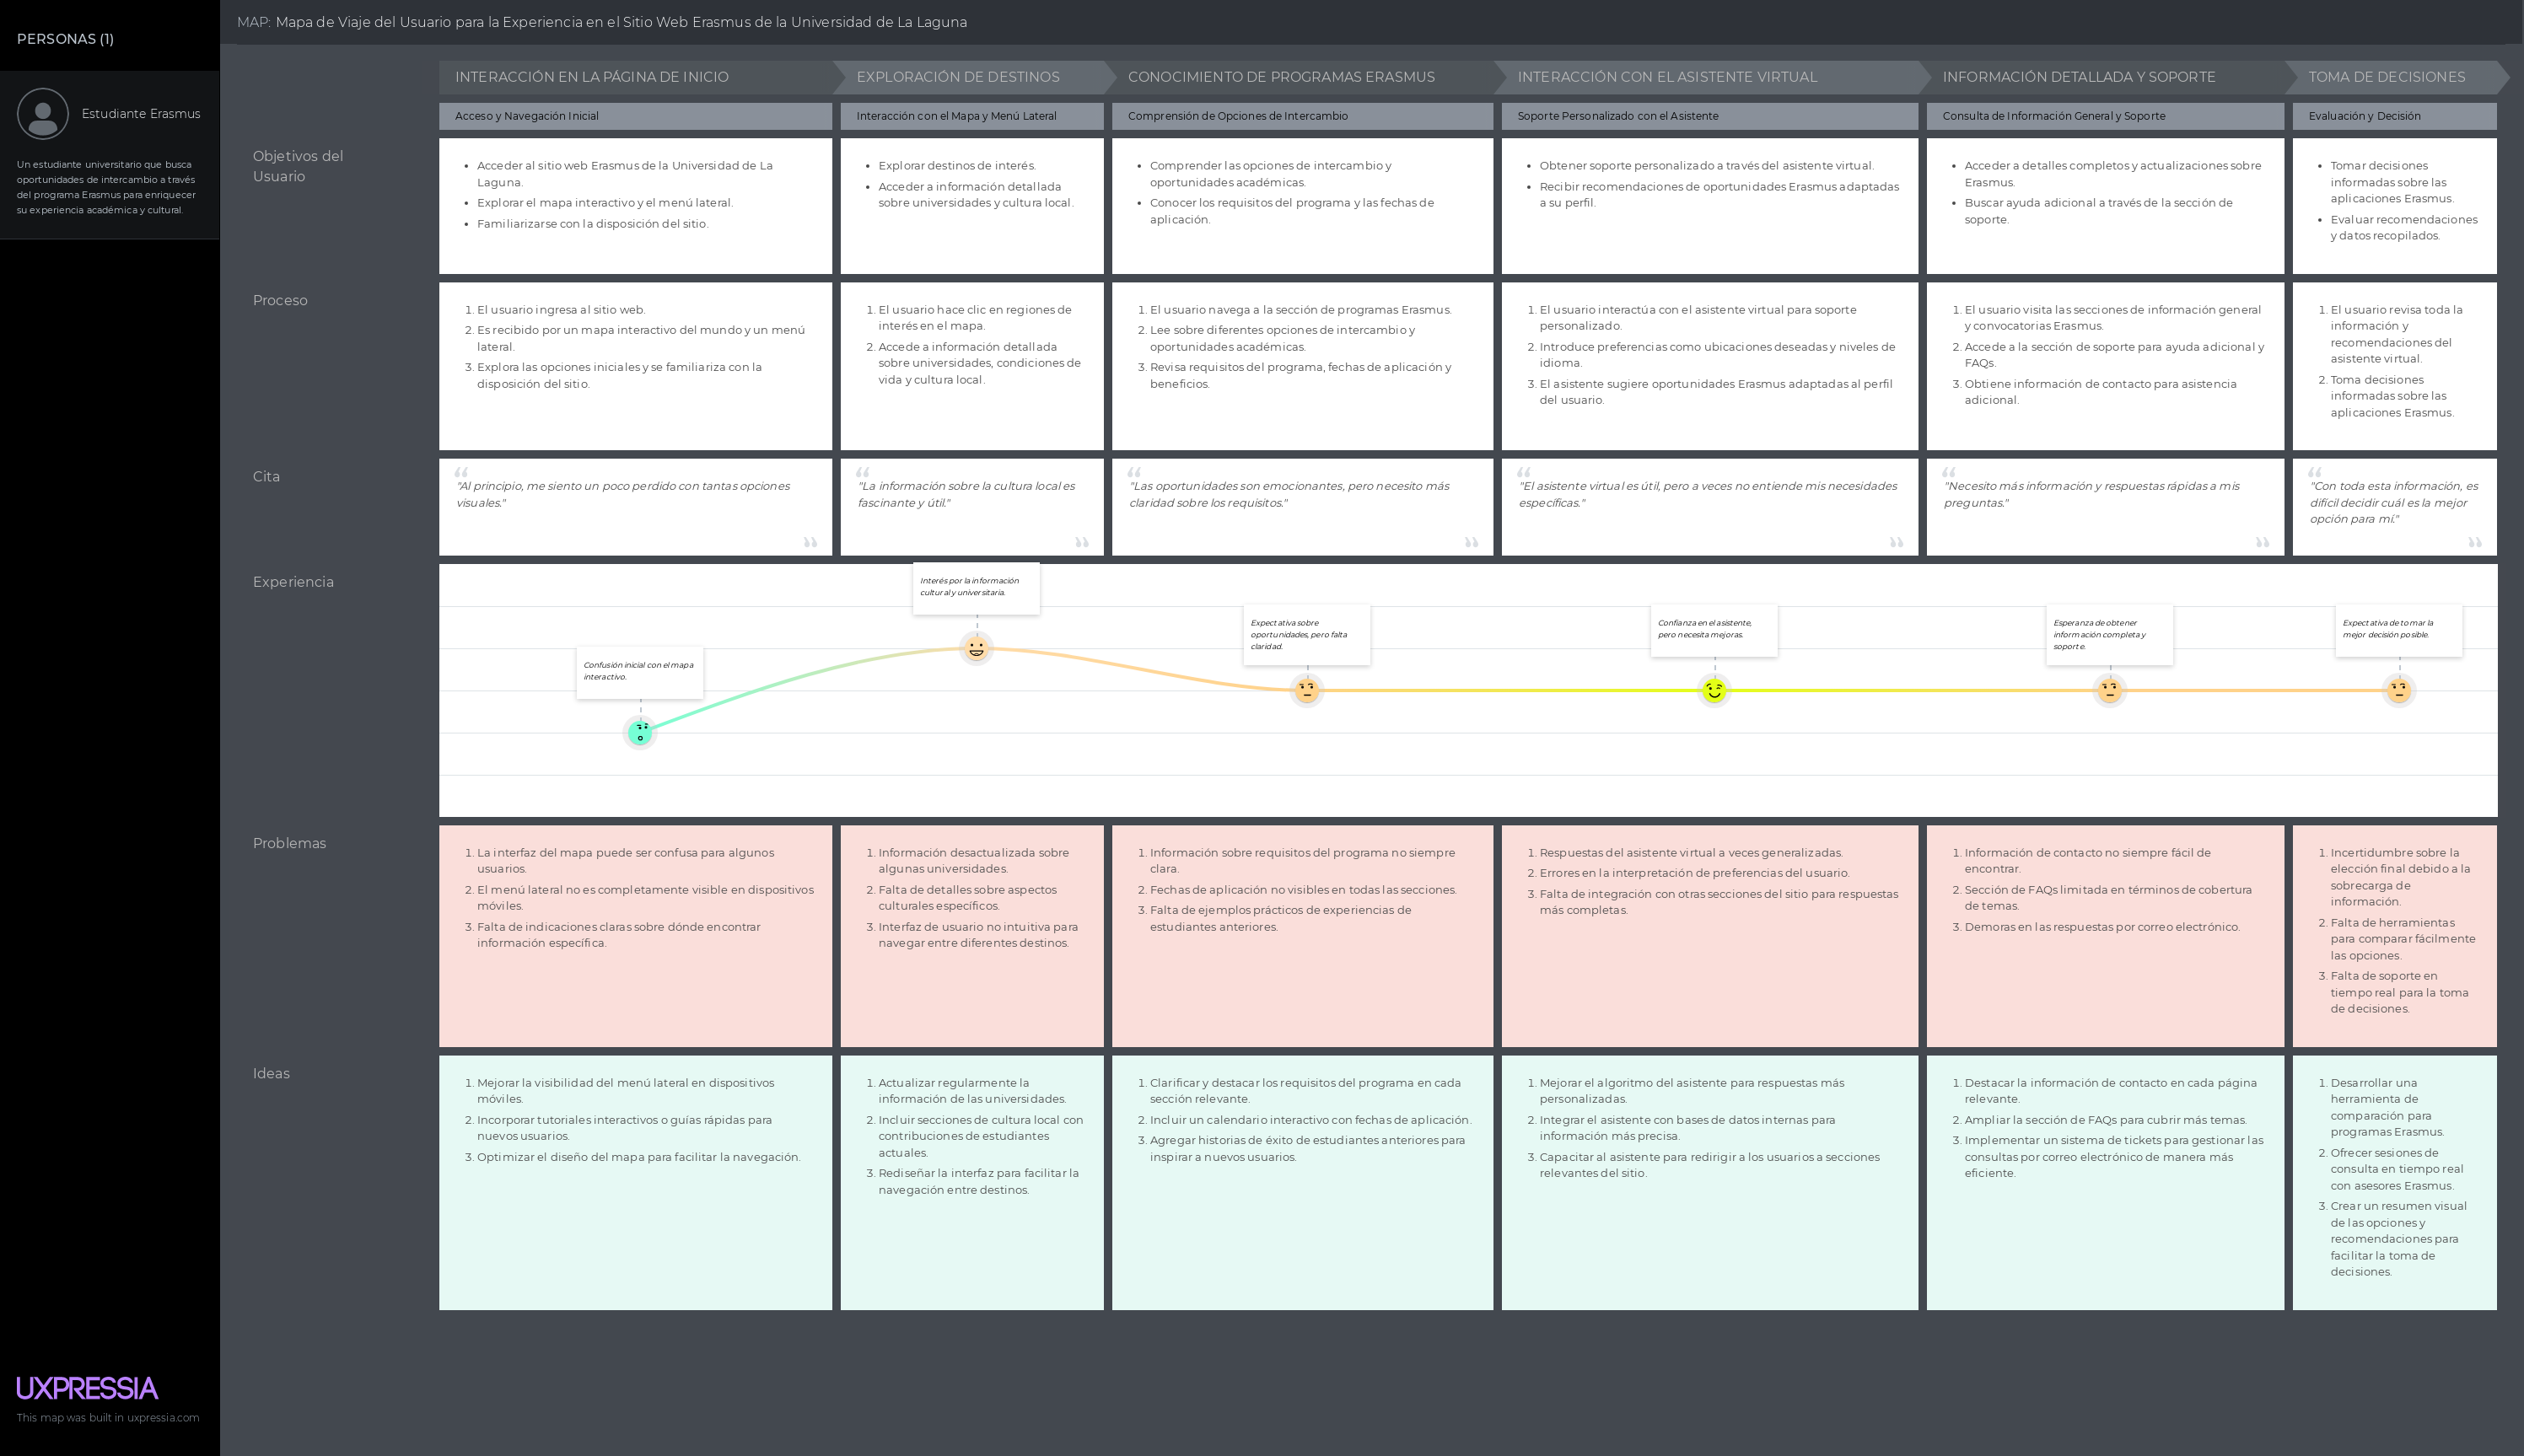 PERSONAS (1)
Estudiante Erasmus
Un estudiante universitario que busca
oportunidades de intercambio a través
del programa Erasmus para enriquecer
su experiencia académica y cultural.
MAP: Mapa de Viaje del Usuario para la Experiencia en el Sitio Web Erasmus de la Universidad de La Laguna
INTERACCIÓN EN LA PÁGINA DE INICIO
EXPLORACIÓN DE DESTINOS
CONOCIMIENTO DE PROGRAMAS ERASMUS
INTERACCIÓN CON EL ASISTENTE VIRTUAL
INFORMACIÓN DETALLADA Y SOPORTE
TOMA DE DECISIONES
Acceso y Navegación Inicial
Interacción con el Mapa y Menú Lateral
Comprensión de Opciones de Intercambio
Soporte Personalizado con el Asistente
Consulta de Información General y Soporte
Evaluación y Decisión
Objetivos del
Usuario
• Acceder al sitio web Erasmus de la Universidad de La
Laguna.
• Explorar el mapa interactivo y el menú lateral.
• Familiarizarse con la disposición del sitio.
• Explorar destinos de interés.
• Acceder a información detallada
sobre universidades y cultura local.
• Comprender las opciones de intercambio y
oportunidades académicas.
• Conocer los requisitos del programa y las fechas de
aplicación.
• Obtener soporte personalizado a través del asistente virtual.
• Recibir recomendaciones de oportunidades Erasmus adaptadas
a su perfil.
• Acceder a detalles completos y actualizaciones sobre
Erasmus.
• Buscar ayuda adicional a través de la sección de
soporte.
• Tomar decisiones
informadas sobre las
aplicaciones Erasmus.
• Evaluar recomendaciones
y datos recopilados.
Proceso
1. El usuario ingresa al sitio web.
2. Es recibido por un mapa interactivo del mundo y un menú
lateral.
3. Explora las opciones iniciales y se familiariza con la
disposición del sitio.
1. El usuario hace clic en regiones de
interés en el mapa.
2. Accede a información detallada
sobre universidades, condiciones de
vida y cultura local.
1. El usuario navega a la sección de programas Erasmus.
2. Lee sobre diferentes opciones de intercambio y
oportunidades académicas.
3. Revisa requisitos del programa, fechas de aplicación y
beneficios.
1. El usuario interactúa con el asistente virtual para soporte
personalizado.
2. Introduce preferencias como ubicaciones deseadas y niveles de
idioma.
3. El asistente sugiere oportunidades Erasmus adaptadas al perfil
del usuario.
1. El usuario visita las secciones de información general
y convocatorias Erasmus.
2. Accede a la sección de soporte para ayuda adicional y
FAQs.
3. Obtiene información de contacto para asistencia
adicional.
1. El usuario revisa toda la
información y
recomendaciones del
asistente virtual.
2. Toma decisiones
informadas sobre las
aplicaciones Erasmus.
Cita
"Al principio, me siento un poco perdido con tantas opciones
visuales."
"La información sobre la cultura local es
fascinante y útil."
"Las oportunidades son emocionantes, pero necesito más
claridad sobre los requisitos."
"El asistente virtual es útil, pero a veces no entiende mis necesidades
específicas."
"Necesito más información y respuestas rápidas a mis
preguntas."
"Con toda esta información, es
difícil decidir cuál es la mejor
opción para mí."
Experiencia
Confusión inicial con el mapa
interactivo.
Interés por la información
cultural y universitaria.
Expectativa sobre
oportunidades, pero falta
claridad.
Confianza en el asistente,
pero necesita mejoras.
Esperanza de obtener
información completa y
soporte.
Expectativa de tomar la
mejor decisión posible.
Problemas
1. La interfaz del mapa puede ser confusa para algunos
usuarios.
2. El menú lateral no es completamente visible en dispositivos
móviles.
3. Falta de indicaciones claras sobre dónde encontrar
información específica.
1. Información desactualizada sobre
algunas universidades.
2. Falta de detalles sobre aspectos
culturales específicos.
3. Interfaz de usuario no intuitiva para
navegar entre diferentes destinos.
1. Información sobre requisitos del programa no siempre
clara.
2. Fechas de aplicación no visibles en todas las secciones.
3. Falta de ejemplos prácticos de experiencias de
estudiantes anteriores.
1. Respuestas del asistente virtual a veces generalizadas.
2. Errores en la interpretación de preferencias del usuario.
3. Falta de integración con otras secciones del sitio para respuestas
más completas.
1. Información de contacto no siempre fácil de
encontrar.
2. Sección de FAQs limitada en términos de cobertura
de temas.
3. Demoras en las respuestas por correo electrónico.
1. Incertidumbre sobre la
elección final debido a la
sobrecarga de
información.
2. Falta de herramientas
para comparar fácilmente
las opciones.
3. Falta de soporte en
tiempo real para la toma
de decisiones.
Ideas
1. Mejorar la visibilidad del menú lateral en dispositivos
móviles.
2. Incorporar tutoriales interactivos o guías rápidas para
nuevos usuarios.
3. Optimizar el diseño del mapa para facilitar la navegación.
1. Actualizar regularmente la
información de las universidades.
2. Incluir secciones de cultura local con
contribuciones de estudiantes
actuales.
3. Rediseñar la interfaz para facilitar la
navegación entre destinos.
1. Clarificar y destacar los requisitos del programa en cada
sección relevante.
2. Incluir un calendario interactivo con fechas de aplicación.
3. Agregar historias de éxito de estudiantes anteriores para
inspirar a nuevos usuarios.
1. Mejorar el algoritmo del asistente para respuestas más
personalizadas.
2. Integrar el asistente con bases de datos internas para
información más precisa.
3. Capacitar al asistente para redirigir a los usuarios a secciones
relevantes del sitio.
1. Destacar la información de contacto en cada página
relevante.
2. Ampliar la sección de FAQs para cubrir más temas.
3. Implementar un sistema de tickets para gestionar las
consultas por correo electrónico de manera más
eficiente.
1. Desarrollar una
herramienta de
comparación para
programas Erasmus.
2. Ofrecer sesiones de
consulta en tiempo real
con asesores Erasmus.
3. Crear un resumen visual
de las opciones y
recomendaciones para
facilitar la toma de
decisiones.
UXPRESSIA
This map was built in uxpressia.com